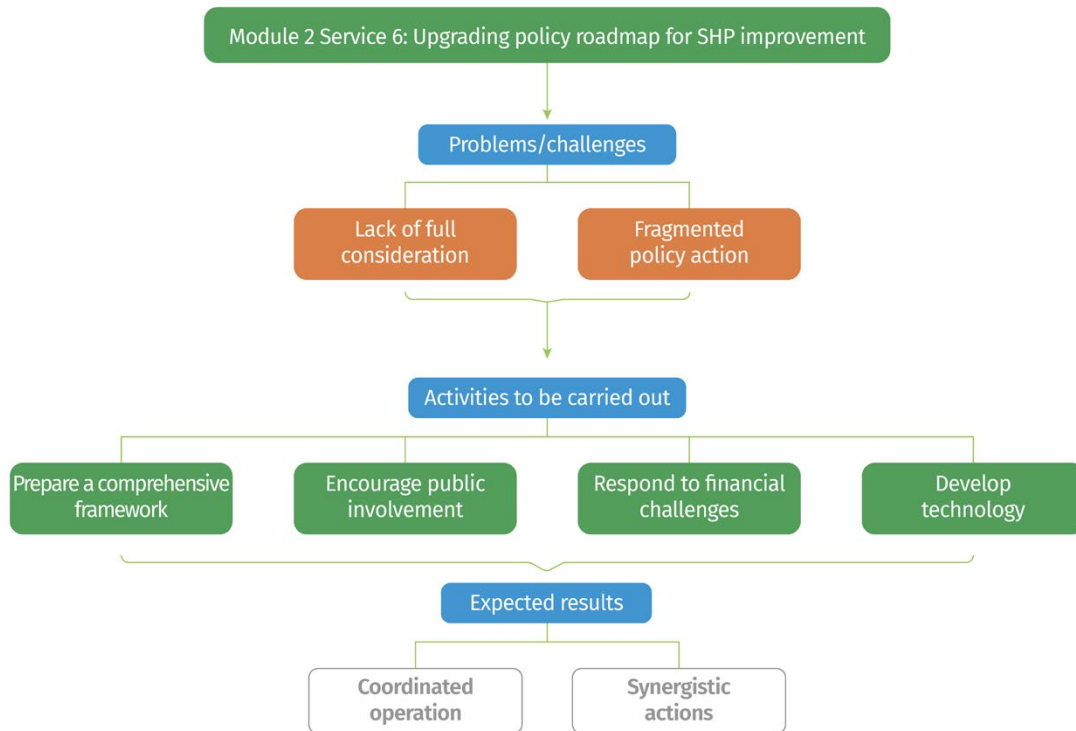 Module 2 Service 6: Upgrading policy roadmap for SHP improvement
Problems/challenges
Lack of full
consideration
Fragmented
policy action
Activities to be carried out
Prepare a comprehensive
framework
Encourage public
involvement
Respond to financial
challenges
Develop
technology
Expected results
Coordinated
operation
Synergistic
actions